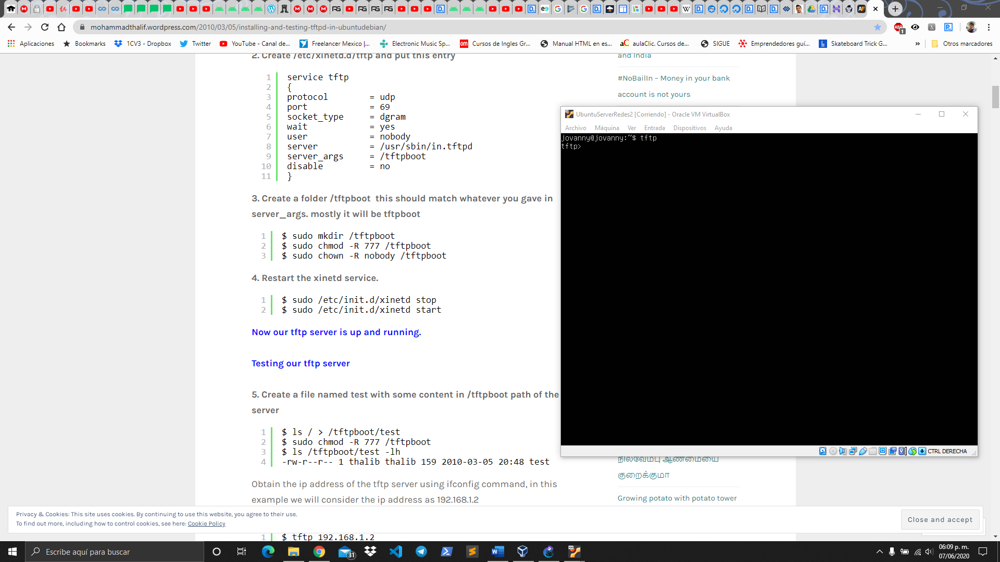 mohammadthalif.wordpress.com/2010/03/05/installing-and-testing-tftpd-in-ubuntudebian/
Aplicaciones
Bookmarks
1CV3 - Dropbox
Twitter
YouTube - Canal de...
Freelancer Mexico |...
Electronic Music Sp...
Cursos de Ingles Gr...
Manual HTML en es...
aulaClic. Cursos de...
SIGUE
Emprendedores guí...
Skateboard Trick G...
»
Otros marcadores
2. Create /etc/xinetd.d/tftp and put this entry
1 service tftp
2 {
3 protocol = udp
4 port = 69
5 socket_type = dgram
6 wait = yes
7 user = nobody
8 server = /usr/sbin/in.tftpd
9 server_args = /tftpboot
10 disable = no
11 }
3. Create a folder /tftpboot this should match whatever you gave in
server_args. mostly it will be tftpboot
1 $ sudo mkdir /tftpboot
2 $ sudo chmod -R 777 /tftpboot
3 $ sudo chown -R nobody /tftpboot
4. Restart the xinetd service.
1 $ sudo /etc/init.d/xinetd stop
2 $ sudo /etc/init.d/xinetd start
Now our tftp server is up and running.
Testing our tftp server
5. Create a file named test with some content in /tftpboot path of the
server
1 $ ls / > /tftpboot/test
2 $ sudo chmod -R 777 /tftpboot
3 $ ls /tftpboot/test -lh
4 -rw-r--r-- 1 thalib thalib 159 2010-03-05 20:48 test
Obtain the ip address of the tftp server using ifconfig command, in this
example we will consider the ip address as 192.168.1.2
1 $ tftp 192.168.1.2
and India
#NoBailIn – Money in your bank
account is not yours
UbuntuServerRedes2 [Corriendo] - Oracle VM VirtualBox
Archivo Máquina Ver Entrada Dispositivos Ayuda
jovanny@jovanny:~$ tftp
tftp>
CTRL DERECHA
நிலவேம்பு ஆண்மையை
குறைக்குமா
Growing potato with potato tower
Privacy & Cookies: This site uses cookies. By continuing to use this website, you agree to their use.
To find out more, including how to control cookies, see here: Cookie Policy
Close and accept
Escribe aquí para buscar
31
06:09 p. m.
07/06/2020